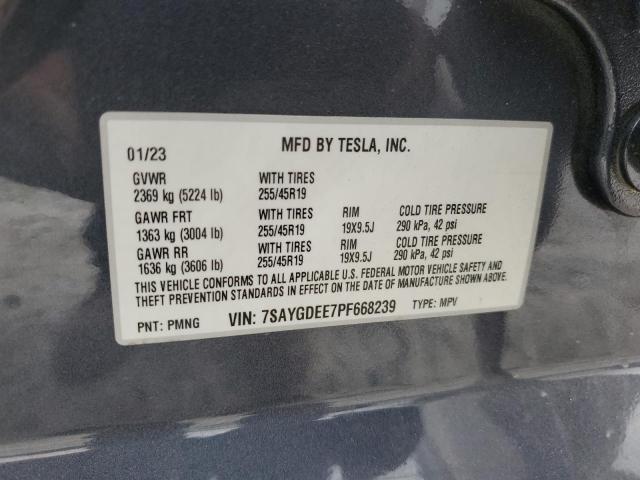 01/23 MFD BY TESLA, INC.
GVWR WITH TIRES
2369 kg (5224 lb) 255/45R19
GAWR FRT WITH TIRES RIM COLD TIRE PRESSURE
1363 kg (3004 lb) 255/45R19 19X9.5J 290 kPa, 42 psi
GAWR RR WITH TIRES RIM COLD TIRE PRESSURE
1636 kg (3606 lb) 255/45R19 19X9.5J 290 kPa, 42 psi
THIS VEHICLE CONFORMS TO ALL APPLICABLE U.S. FEDERAL MOTOR VEHICLE SAFETY AND
THEFT PREVENTION STANDARDS IN EFFECT ON THE DATE OF MANUFACTURE SHOWN ABOVE.
PNT: PMNG VIN: 7SAYGDEE7PF668239 TYPE: MPV